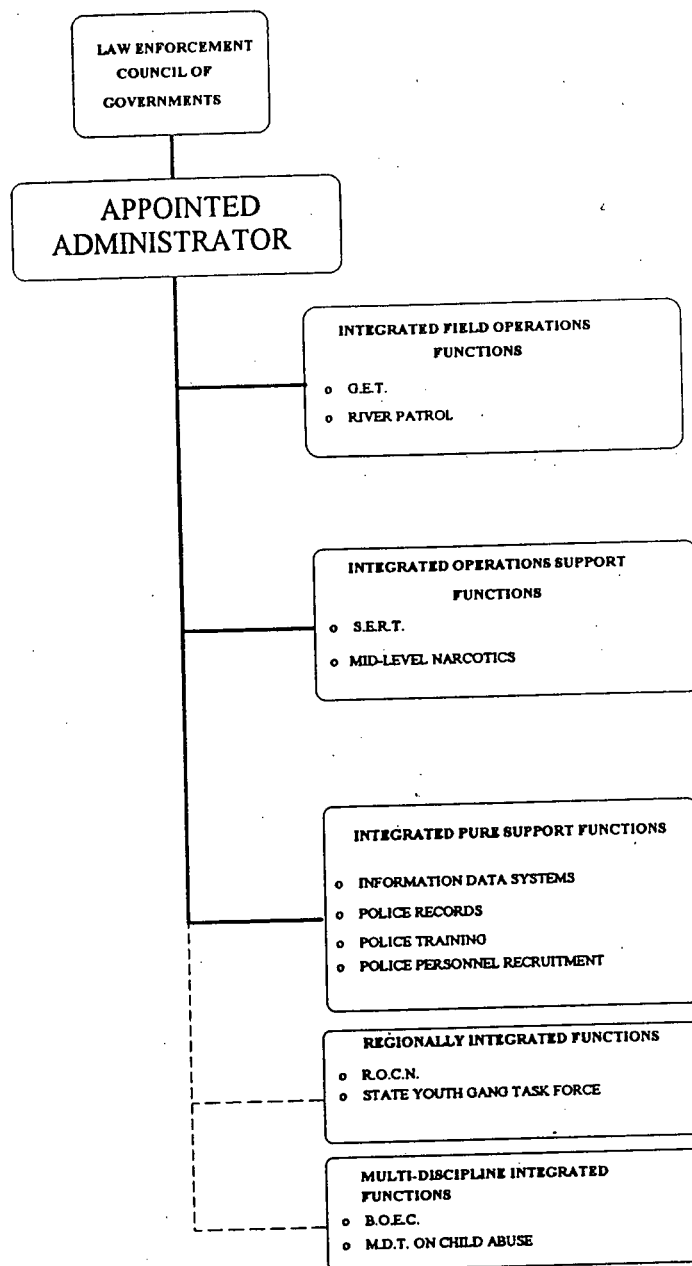 LAW ENFORCEMENT
COUNCIL OF
GOVERNMENTS
APPOINTED
ADMINISTRATOR
INTEGRATED FIELD OPERATIONS
FUNCTIONS
o G.E.T.
o RIVER PATROL
INTEGRATED OPERATIONS SUPPORT
FUNCTIONS
o S.E.R.T.
o MID-LEVEL NARCOTICS
INTEGRATED PURE SUPPORT FUNCTIONS
o INFORMATION DATA SYSTEMS
o POLICE RECORDS
o POLICE TRAINING
o POLICE PERSONNEL RECRUITMENT
REGIONALLY INTEGRATED FUNCTIONS
o R.O.C.N.
o STATE YOUTH GANG TASK FORCE
MULTI-DISCIPLINE INTEGRATED
FUNCTIONS
o B.O.E.C.
o M.D.T. ON CHILD ABUSE